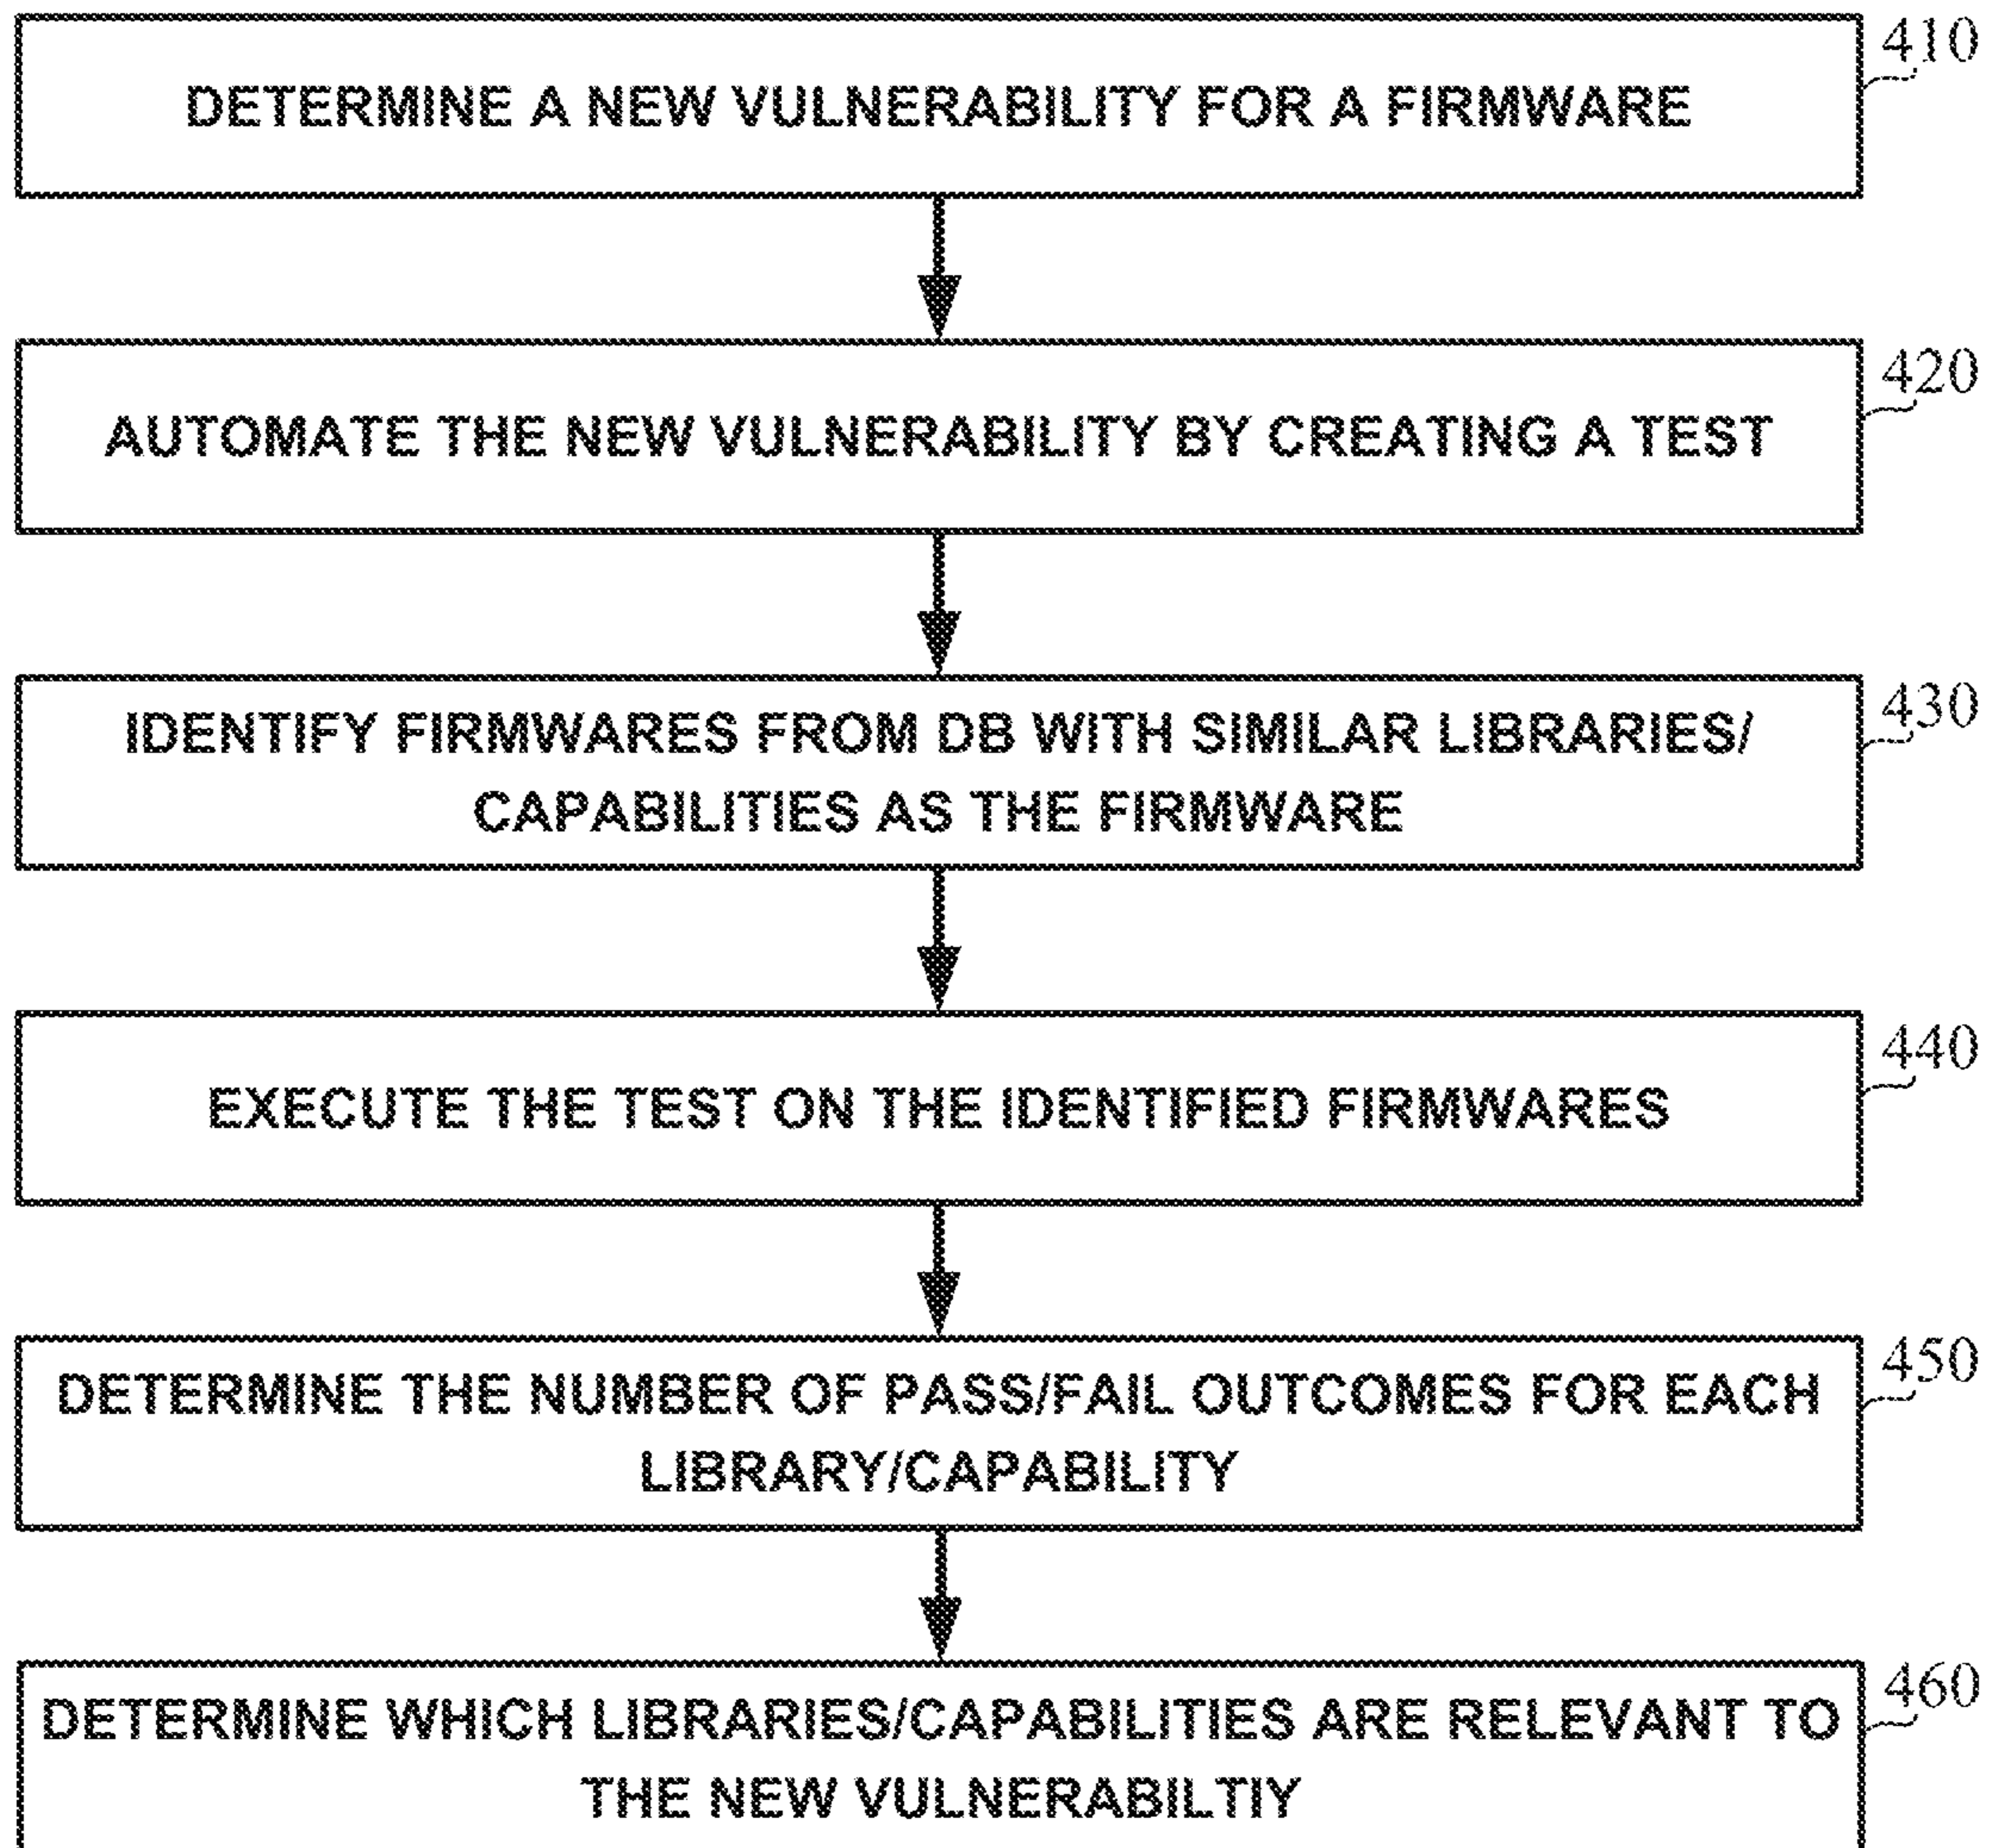 410
DETERMINE A NEW VULNERABILITY FOR A FIRMWARE
420
AUTOMATE THE NEW VULNERABILITY BY CREATING A TEST
430
IDENTIFY FIRMWARES FROM DB WITH SIMILAR LIBRARIES/
CAPABILITIES AS THE FIRMWARE
440
EXECUTE THE TEST ON THE IDENTIFIED FIRMWARES
450
DETERMINE THE NUMBER OF PASS/FAIL OUTCOMES FOR EACH
LIBRARY/CAPABILITY
460
DETERMINE WHICH LIBRARIES/CAPABILITIES ARE RELEVANT TO
THE NEW VULNERABILTIY